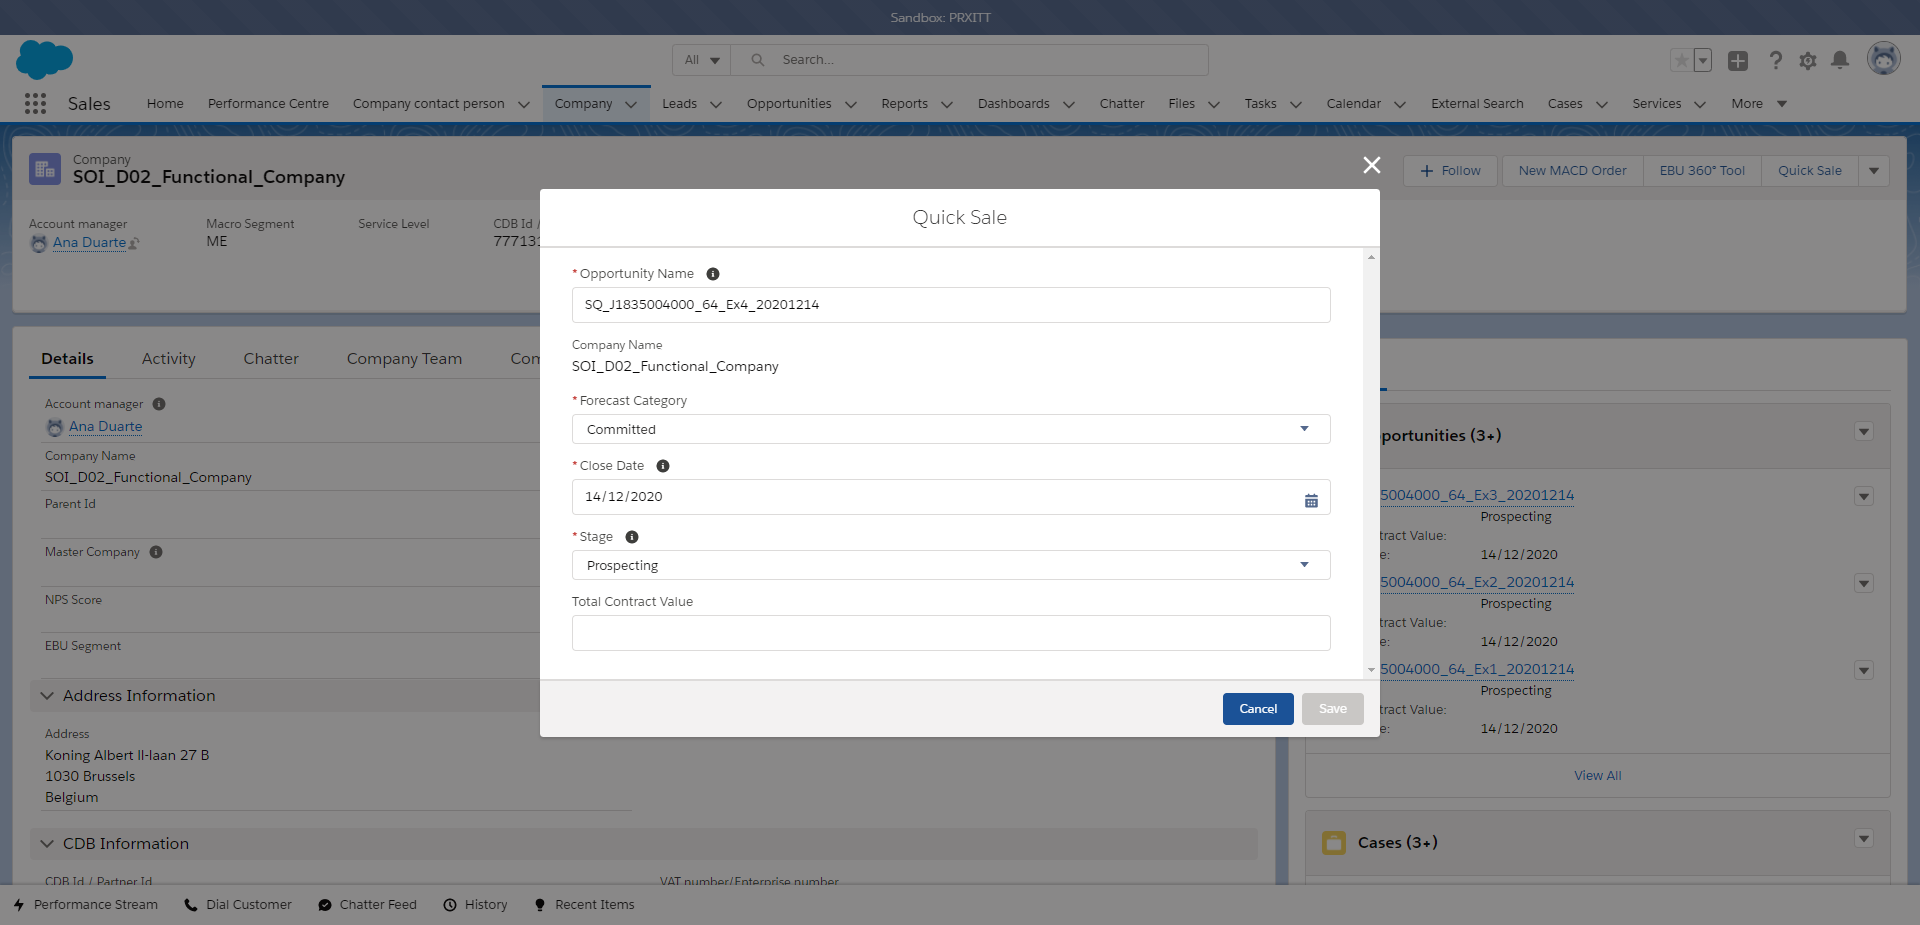 Sandbox: PRXITT
All
Search...
Sales
Home
Performance Centre
Company contact person
Company
Leads
Opportunities
Reports
Dashboards
Chatter
Files
Tasks
Calendar
External Search
Cases
Services
More
Company
SOI_D02_Functional_Company
Follow
New MACD Order
EBU 360° Tool
Quick Sale
Account manager
Ana Duarte
Macro Segment
ME
Service Level
CDB Id /
777131
Details
Activity
Chatter
Company Team
Account manager
Ana Duarte
Company Name
SOI_D02_Functional_Company
Parent Id
Master Company
NPS Score
EBU Segment
Address Information
Address
Koning Albert II-laan 27 B
1030 Brussels
Belgium
CDB Information
CDB Id / Partner Id
VAT number/Enterprise number
Quick Sale
*Opportunity Name
SQ_J1835004000_64_Ex4_20201214
Company Name
SOI_D02_Functional_Company
*Forecast Category
Committed
*Close Date
14/12/2020
*Stage
Prospecting
Total Contract Value
Cancel
Save
portunities (3+)
5004000_64_Ex3_20201214
Prospecting
tract Value:
e:
14/12/2020
5004000_64_Ex2_20201214
Prospecting
tract Value:
e:
14/12/2020
5004000_64_Ex1_20201214
Prospecting
tract Value:
e:
14/12/2020
View All
Cases (3+)
Performance Stream
Dial Customer
Chatter Feed
History
Recent Items